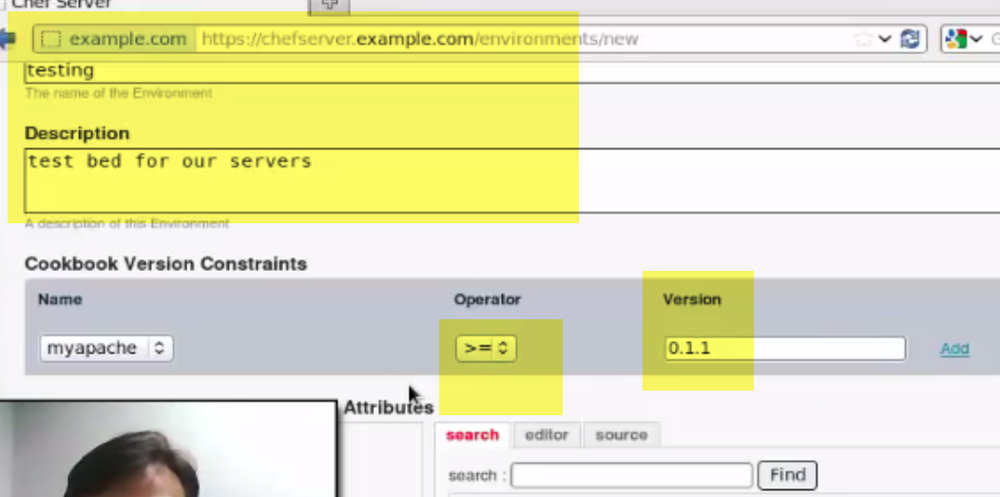 Chef Server
example.com https://chefserver.example.com/environments/new
testing
The name of the Environment
Description
test bed for our servers
A description of this Environment
Cookbook Version Constraints
Name Operator Version
myapache >= 0.1.1 Add
Attributes
search editor source
search : Find